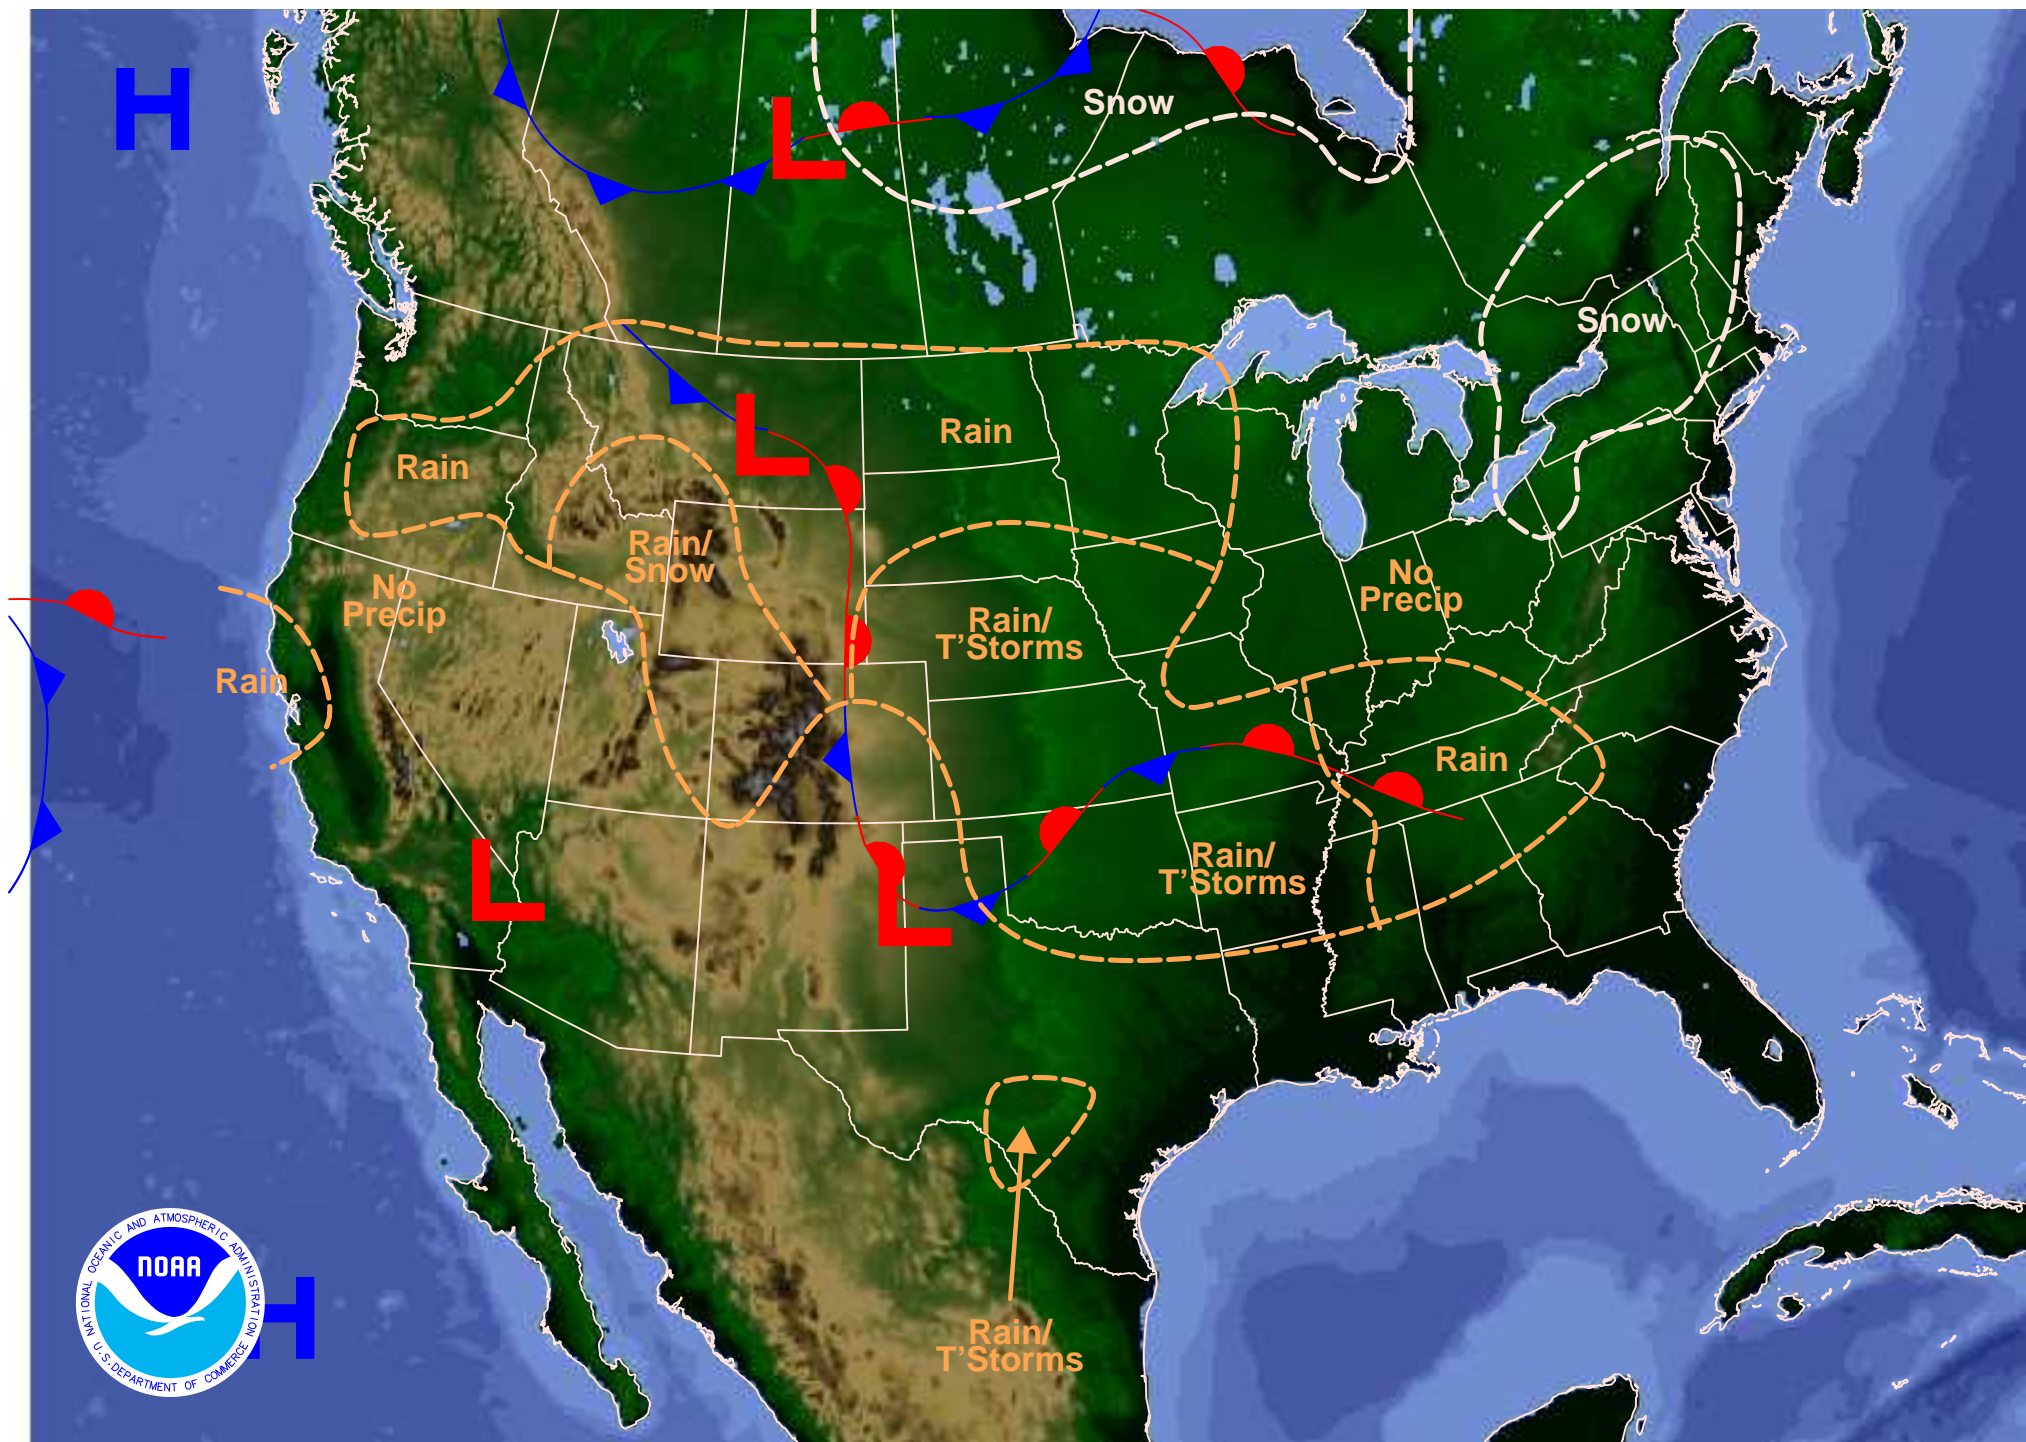 H
Snow
L
Snow
L
Rain
Rain
Rain/
Snow
No
Precip
No
Precip
Rain/
T'Storms
Rain
Rain
L
Rain/
T'Storms
L
NATIONAL OCEANIC AND ATMOSPHERIC ADMINISTRATION
NOAA
U.S. DEPARTMENT OF COMMERCE
H
Rain/
T'Storms